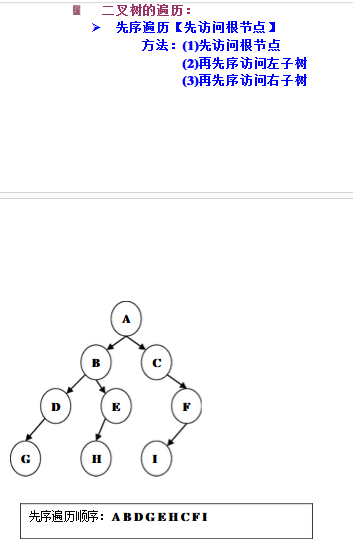 二叉树的遍历：
先序遍历【先访问根节点】
方法：(1)先访问根节点
(2)再先序访问左子树
(3)再先序访问右子树
A
B C
D E F
G H I
先序遍历顺序：A B D G E H C F I